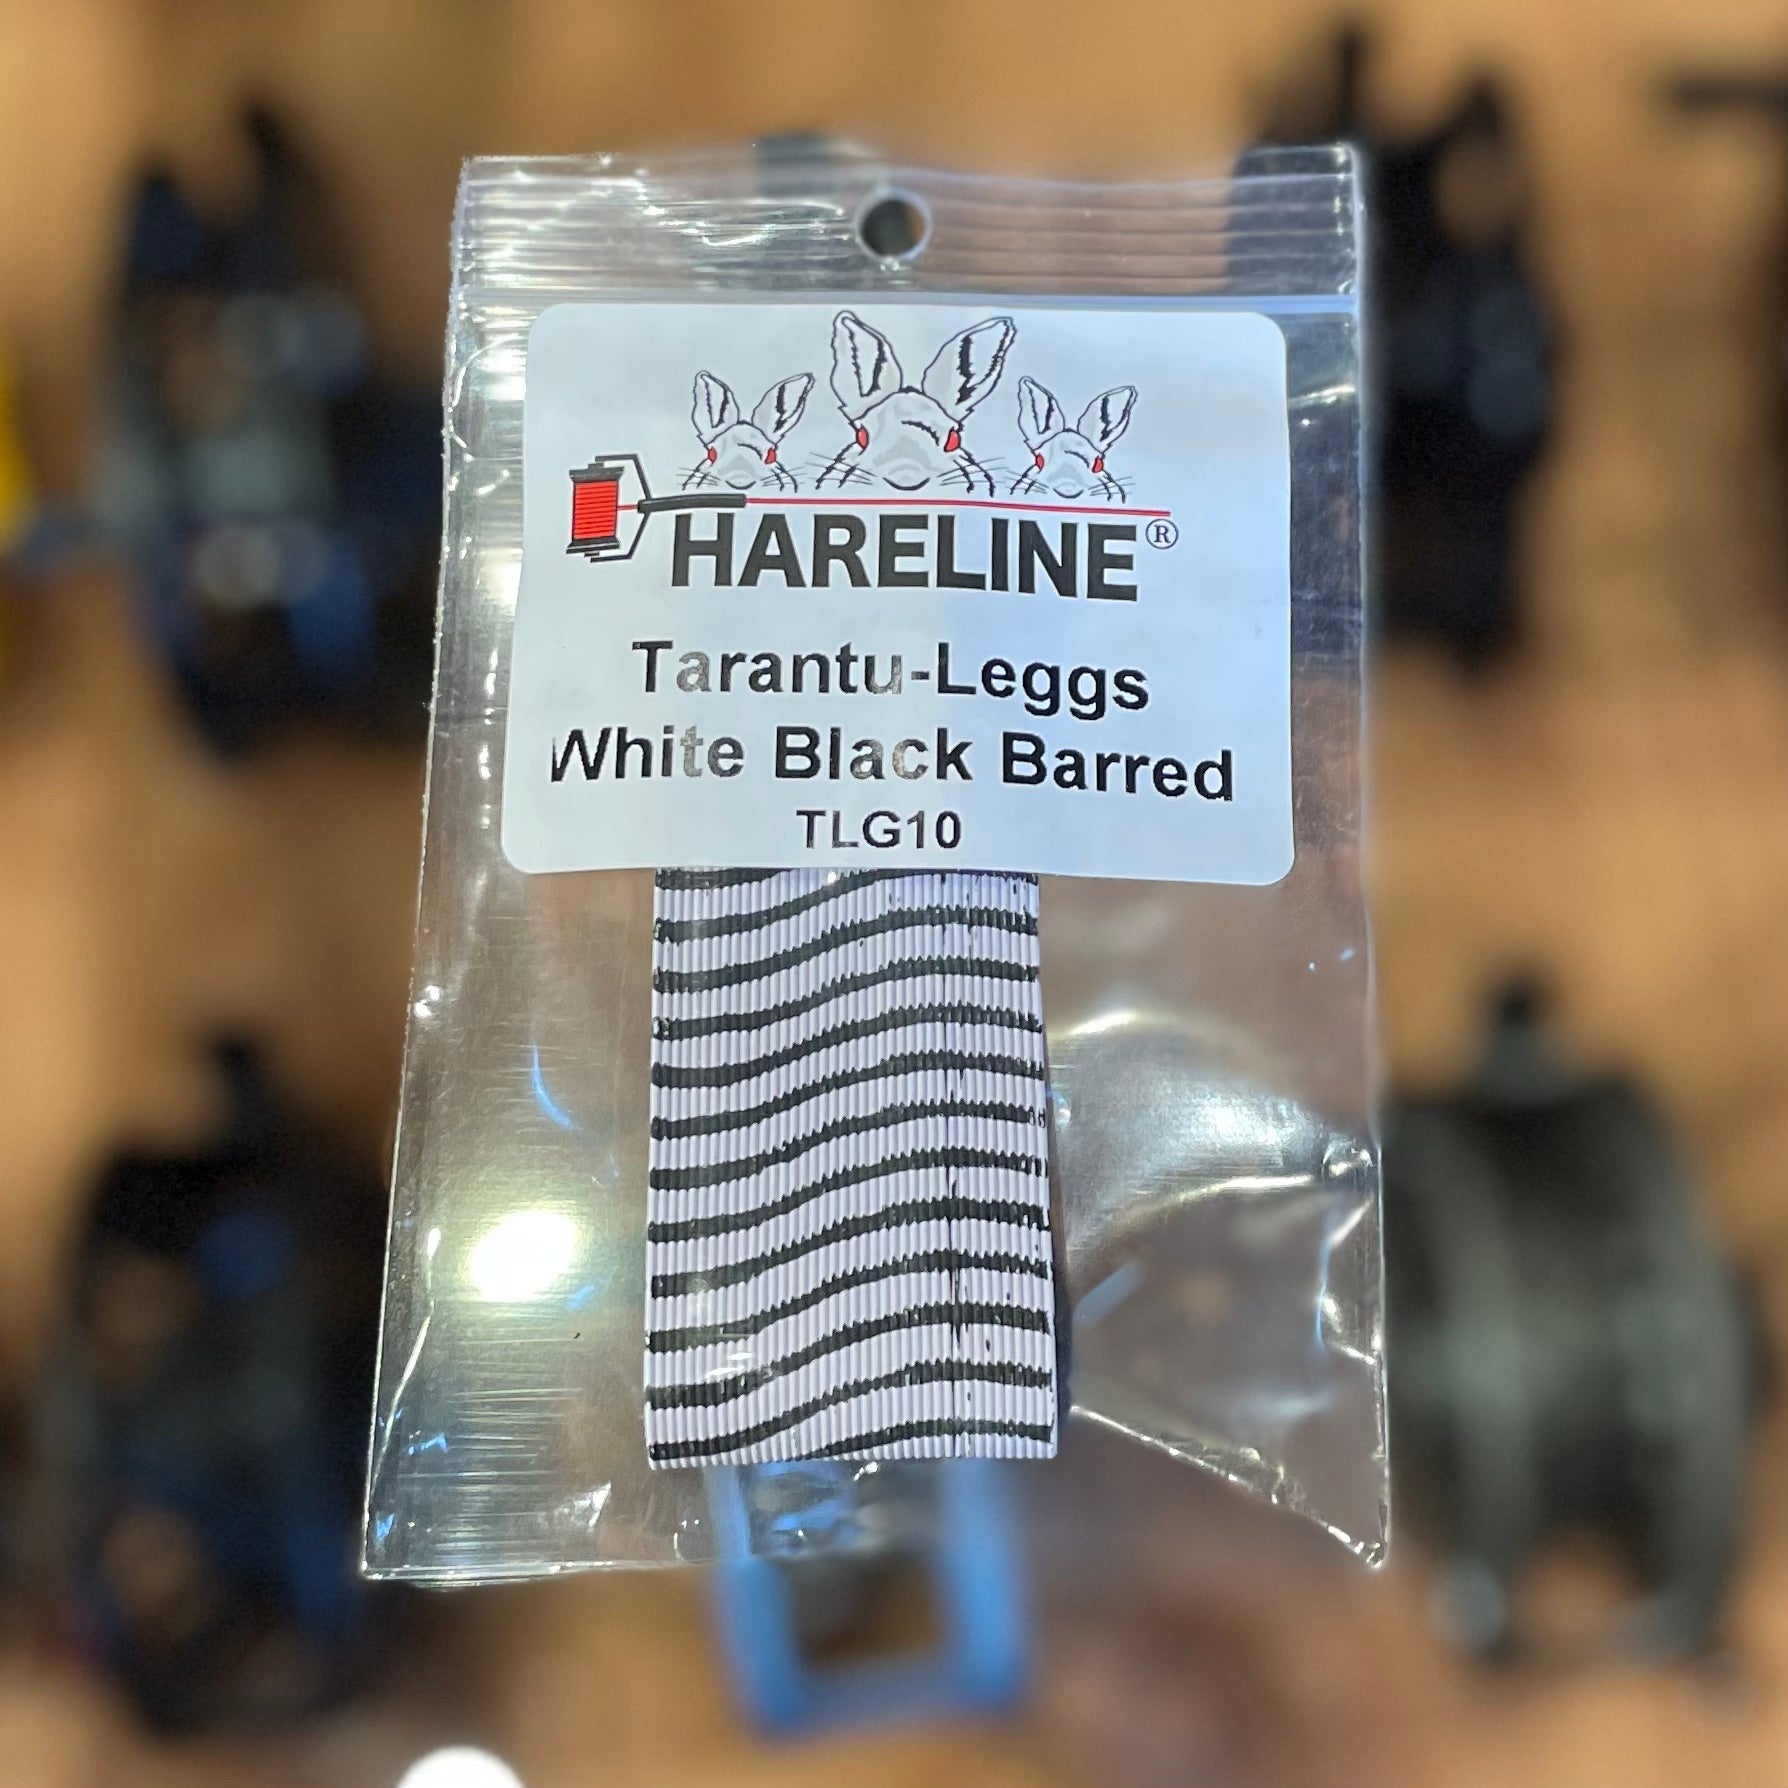 HARELINE®
Tarantu-Leggs
White Black Barred
TLG10